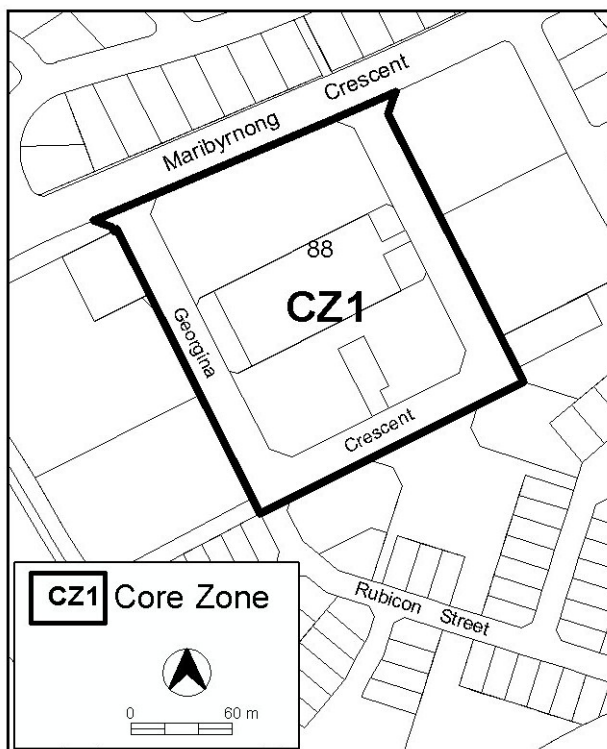 Maribyrnong Crescent
88
CZ1
Georgina
Crescent
Rubicon Street
CZ1 Core Zone
0 60 m